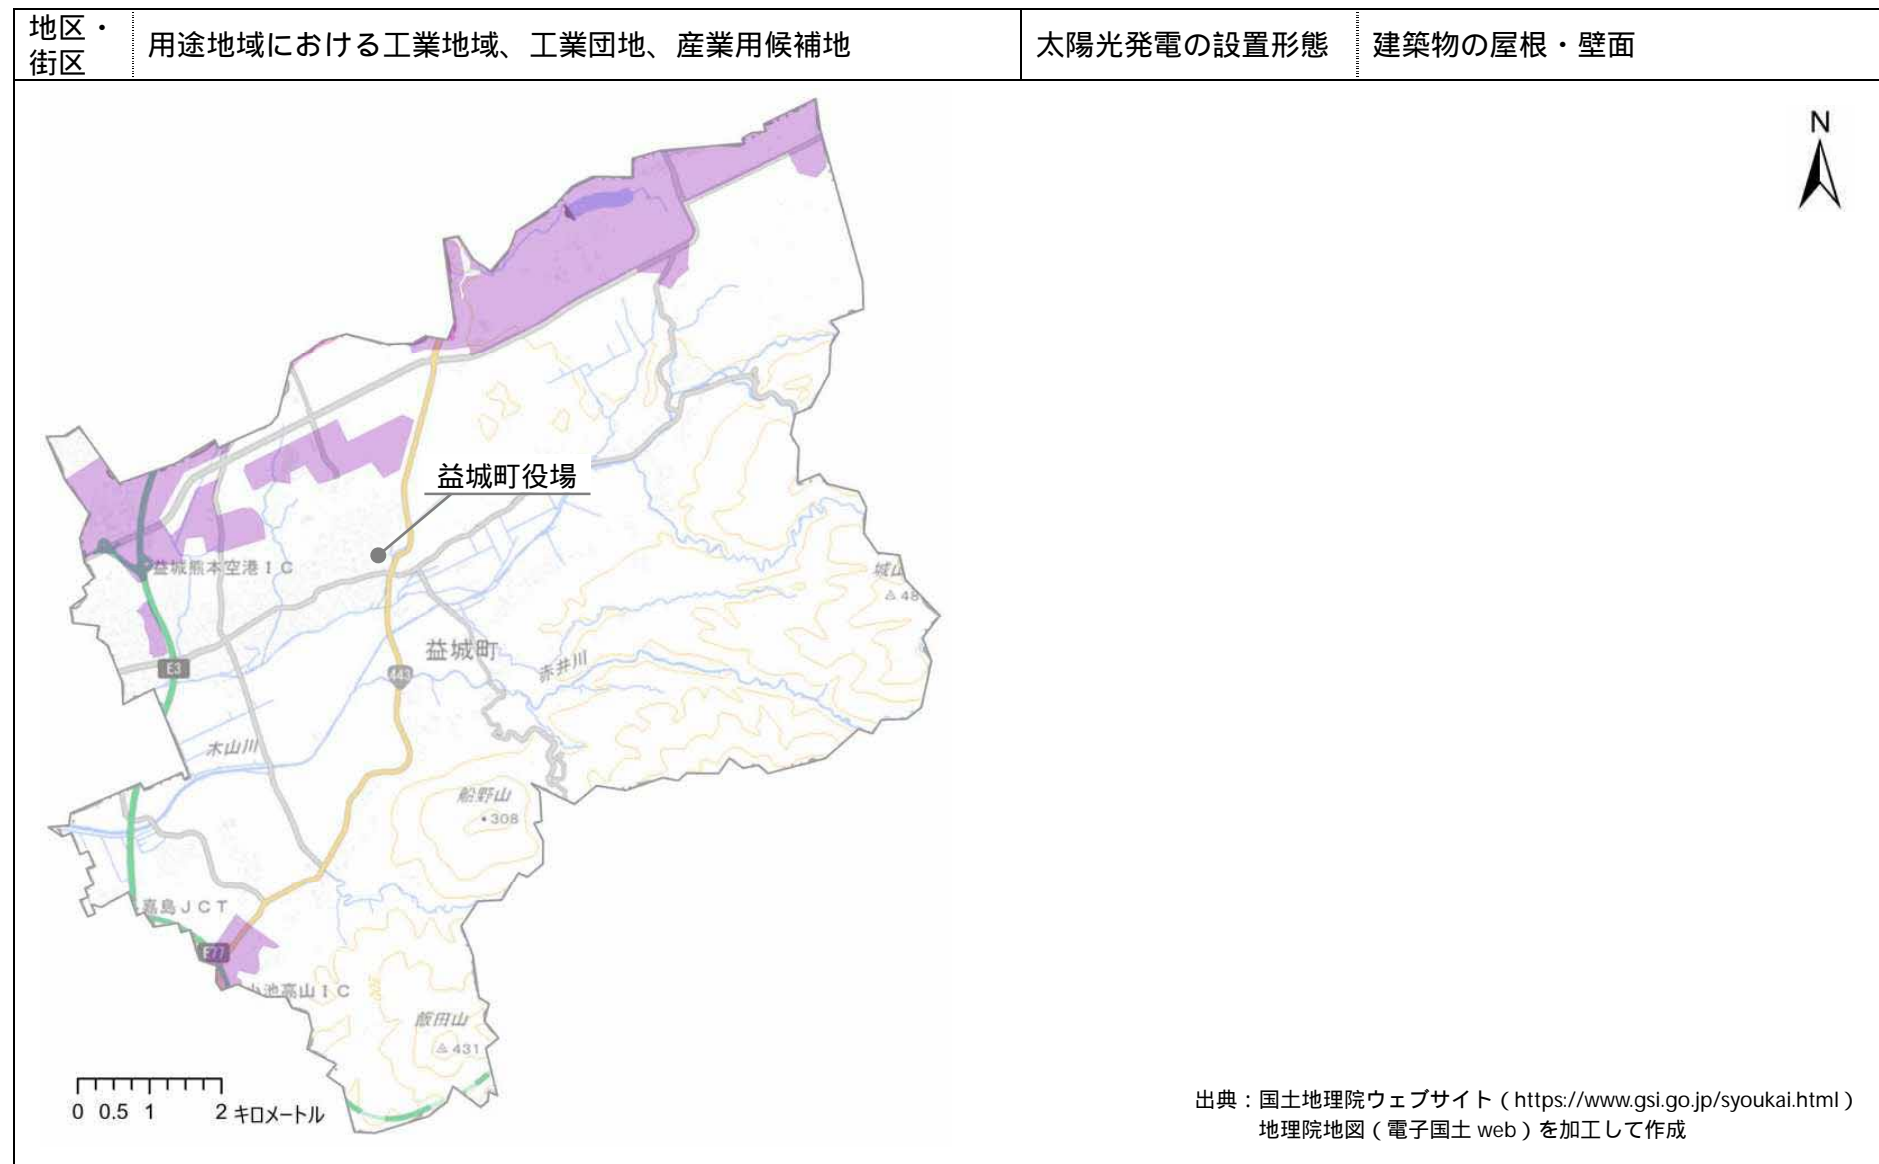 地区・
街区
用途地域における工業地域、工業団地、産業用候補地
太陽光発電の設置形態
建築物の屋根・壁面
N
益城町役場
益城熊本空港IC
城山
48
E3
益城町
443
赤井川
木山川
船野山
308
嘉島JCT
E77
小池高山IC
200
飯田山
431
0 0.5 1 2 キロメートル
出典:国土地理院ウェブサイト(https://www.gsi.go.jp/syoukai.html)
地理院地図(電子国土 web)を加工して作成